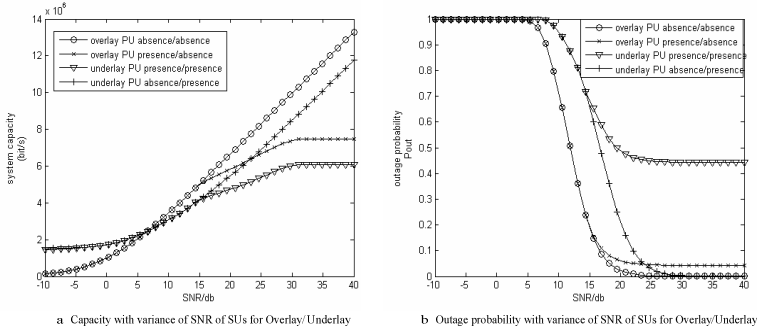 14 x 10^6
12
10
8
6
4
2
0
system capacity
(bit/s)
overlay PU absence/absence
overlay PU presence/absence
underlay PU presence/presence
underlay PU absence/presence
-10 -5 0 5 10 15 20 25 30 35 40
SNR/db
a Capacity with variance of SNR of SUs for Overlay/Underlay
1
0.9
0.8
0.7
0.6
0.5
0.4
0.3
0.2
0.1
0
outage probability
Pout
overlay PU absence/absence
overlay PU presence/absence
underlay PU presence/presence
underlay PU absence/presence
-10 -5 0 5 10 15 20 25 30 35 40
SNR/db
b Outage probability with variance of SNR of SUs for Overlay/Underlay